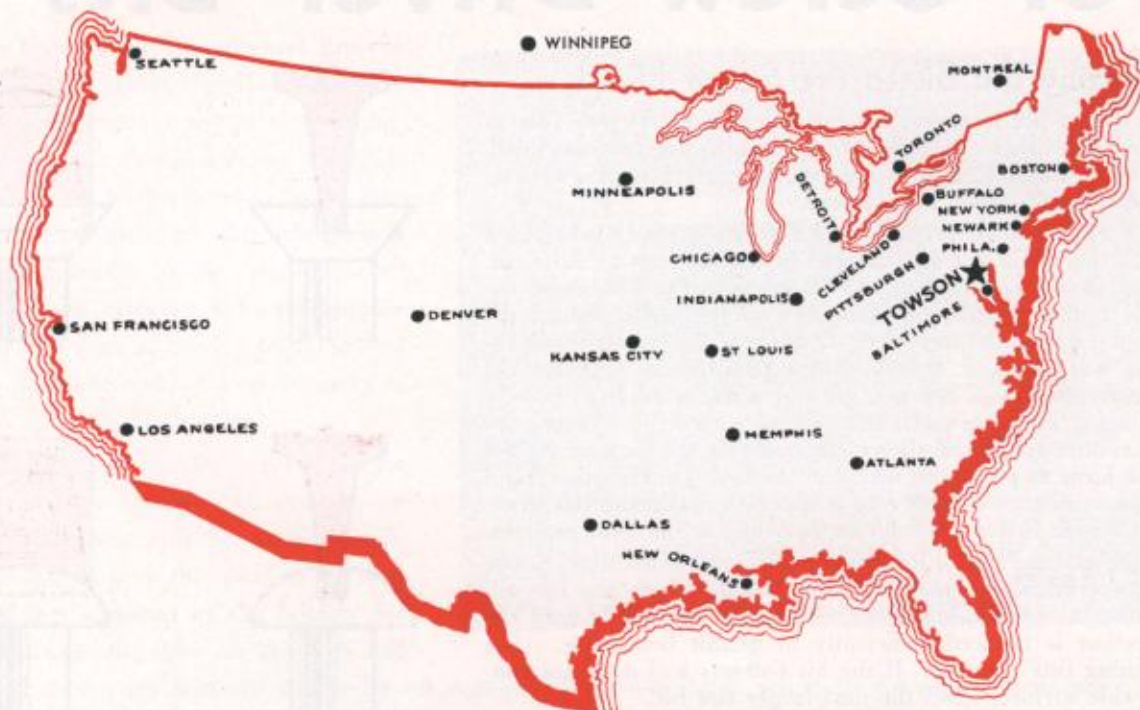 WINNIPEG
SEATTLE
MONTREAL
TORONTO
BOSTON
MINNEAPOLIS
DETROIT
BUFFALO
NEW YORK
NEWARK
PHILA.
CHICAGO
CLEVELAND
PITTSBURGH
INDIANAPOLIS
TOWSON
BALTIMORE
SAN FRANCISCO
DENVER
KANSAS CITY
ST LOUIS
LOS ANGELES
MEMPHIS
ATLANTA
DALLAS
NEW ORLEANS